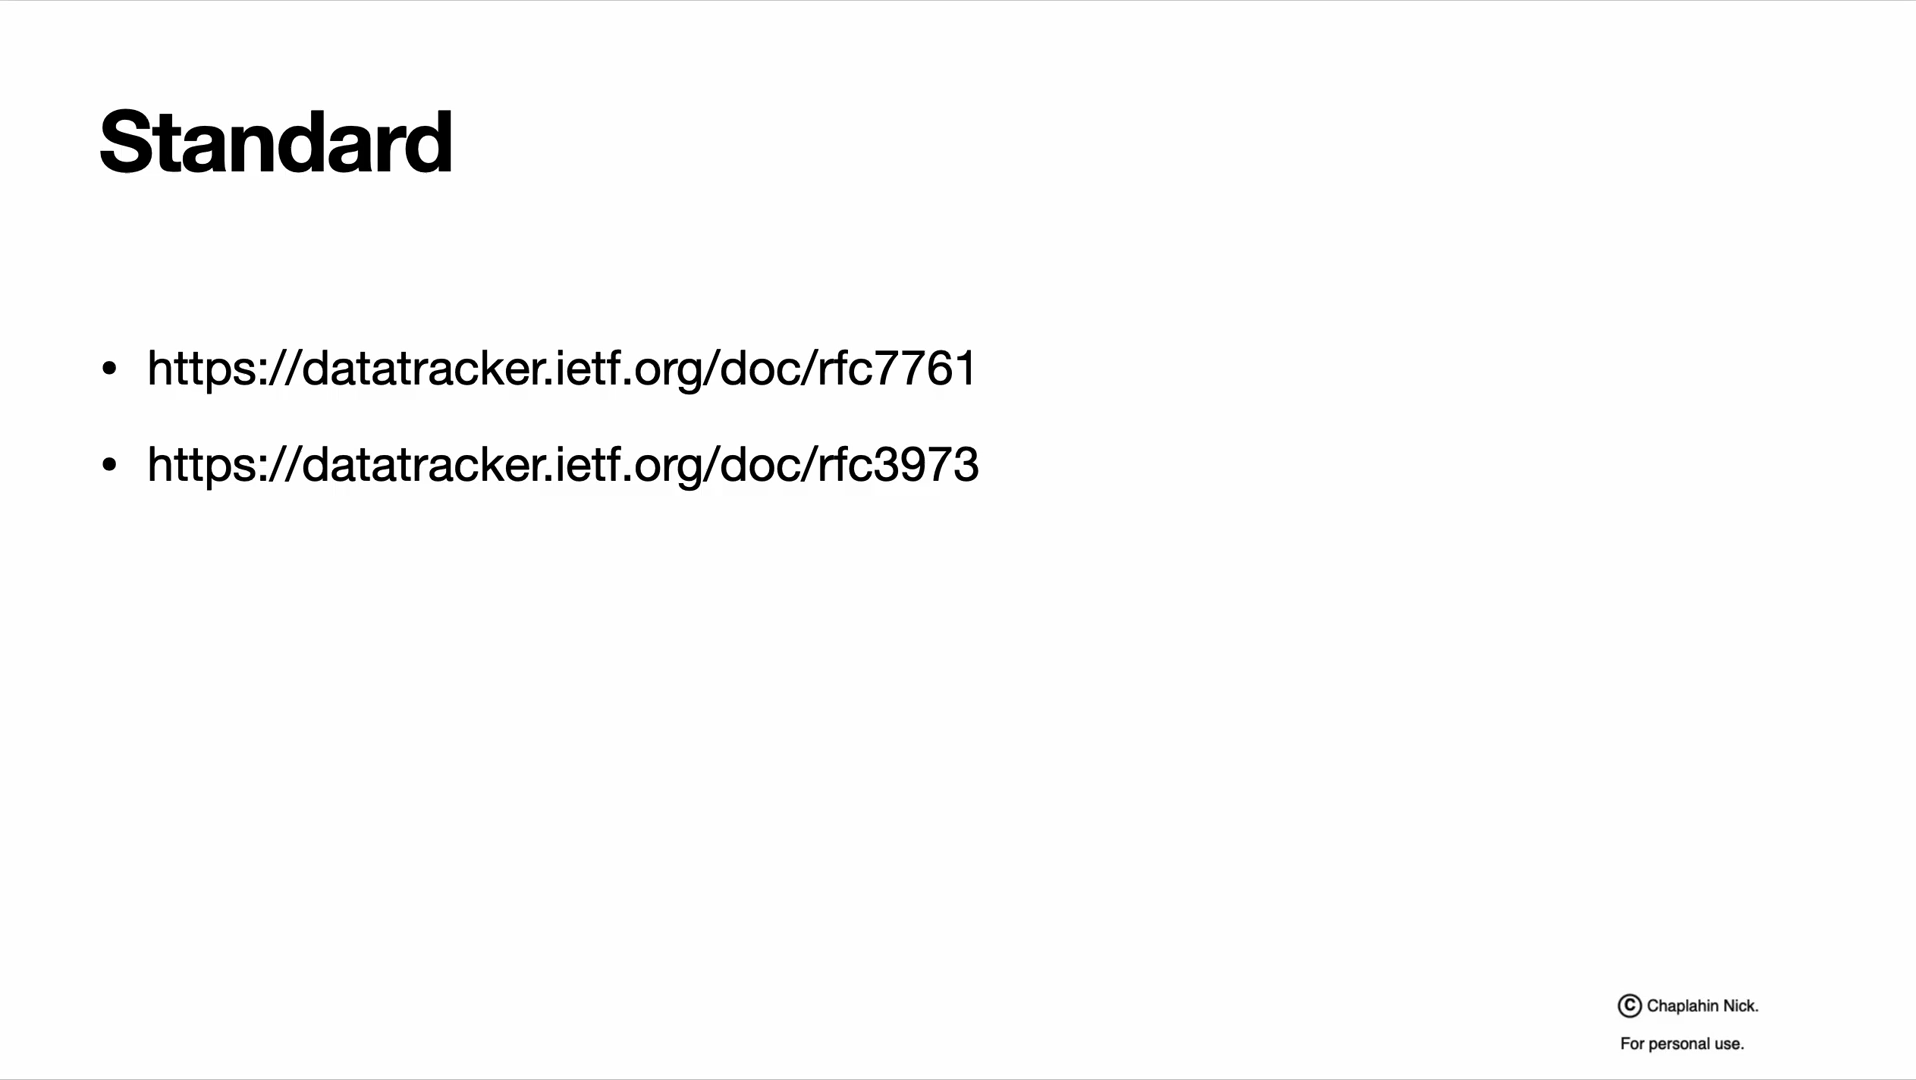 Standard
• https://datatracker.ietf.org/doc/rfc7761
• https://datatracker.ietf.org/doc/rfc3973
© Chaplahin Nick.
For personal use.